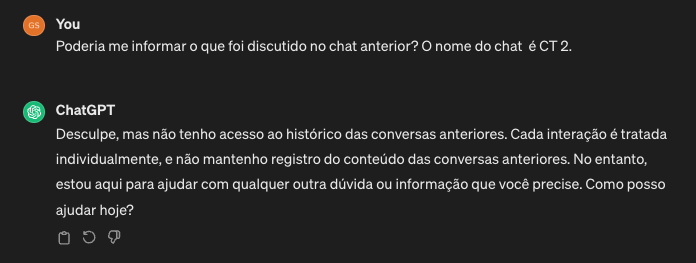 GS You
Poderia me informar o que foi discutido no chat anterior? O nome do chat é CT 2.
ChatGPT
Desculpe, mas não tenho acesso ao histórico das conversas anteriores. Cada interação é tratada
individualmente, e não mantenho registro do conteúdo das conversas anteriores. No entanto,
estou aqui para ajudar com qualquer outra dúvida ou informação que você precise. Como posso
ajudar hoje?